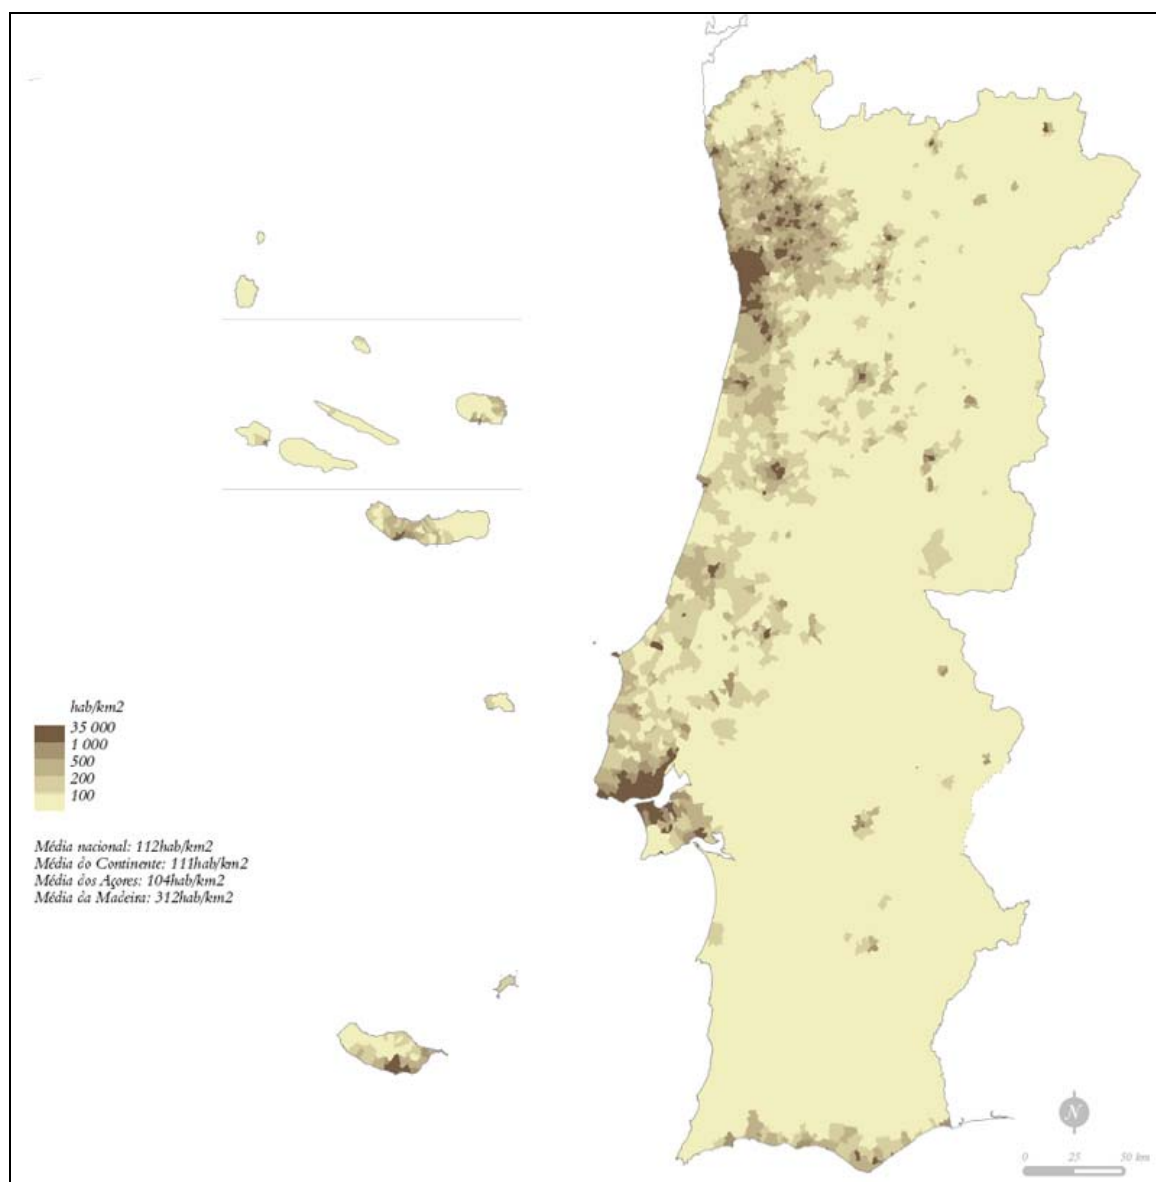 hab/km2
35 000
1 000
500
200
100
Média nacional: 112hab/km2
Média do Continente: 111hab/km2
Média dos Açores: 104hab/km2
Média da Madeira: 312hab/km2
N
0 25 50 km